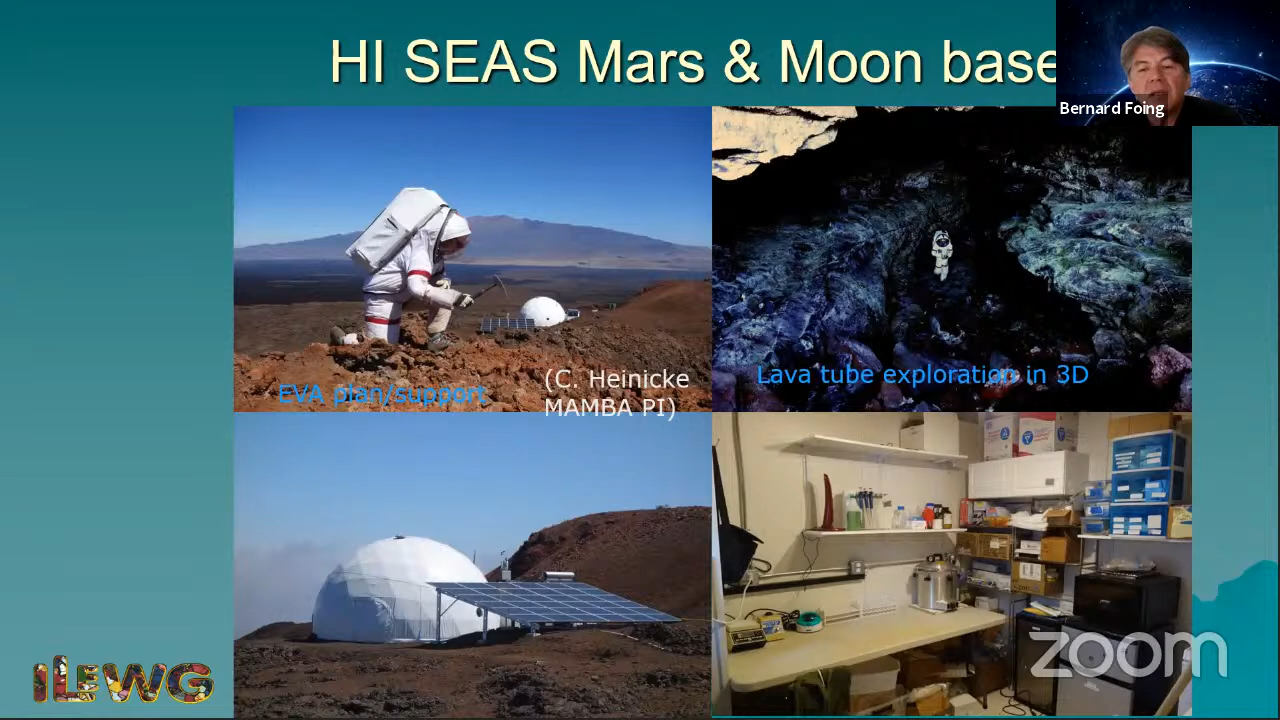 HI SEAS Mars & Moon base
Bernard Foing
EVA plan/support
(C. Heinicke
MAMBA PI)
Lava tube exploration in 3D
ILEWG
zoom